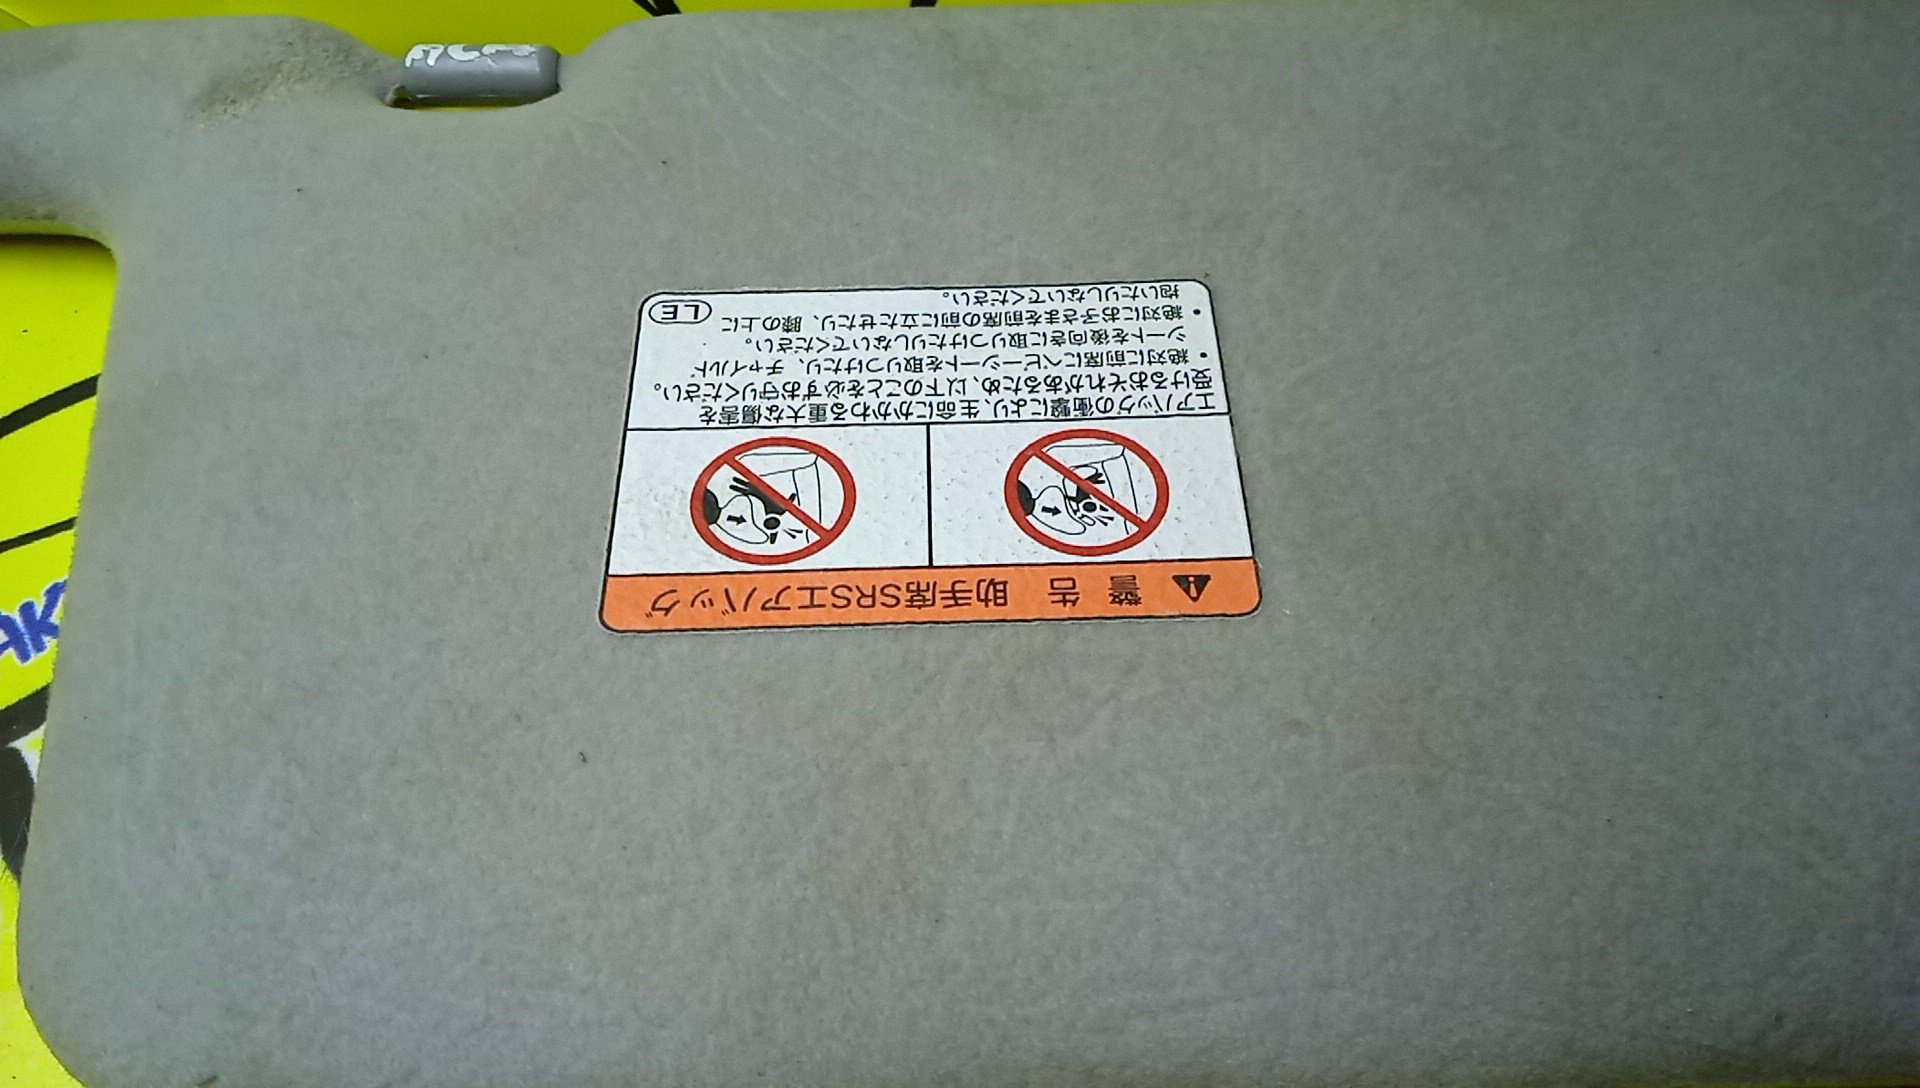 警告 助手席SRSエアバッグ
エアバッグの衝撃により、生命にかかわる重大な傷害を
受けるおそれがあるため、以下のことを必ずお守りください。
・絶対に前席にベビーシートを取りつけたり、チャイルド
シートを後向きに取りつけたりしないでください。
・絶対にお子さまを前席の前に立たせたり、膝の上に
抱いたりしないでください。
LE